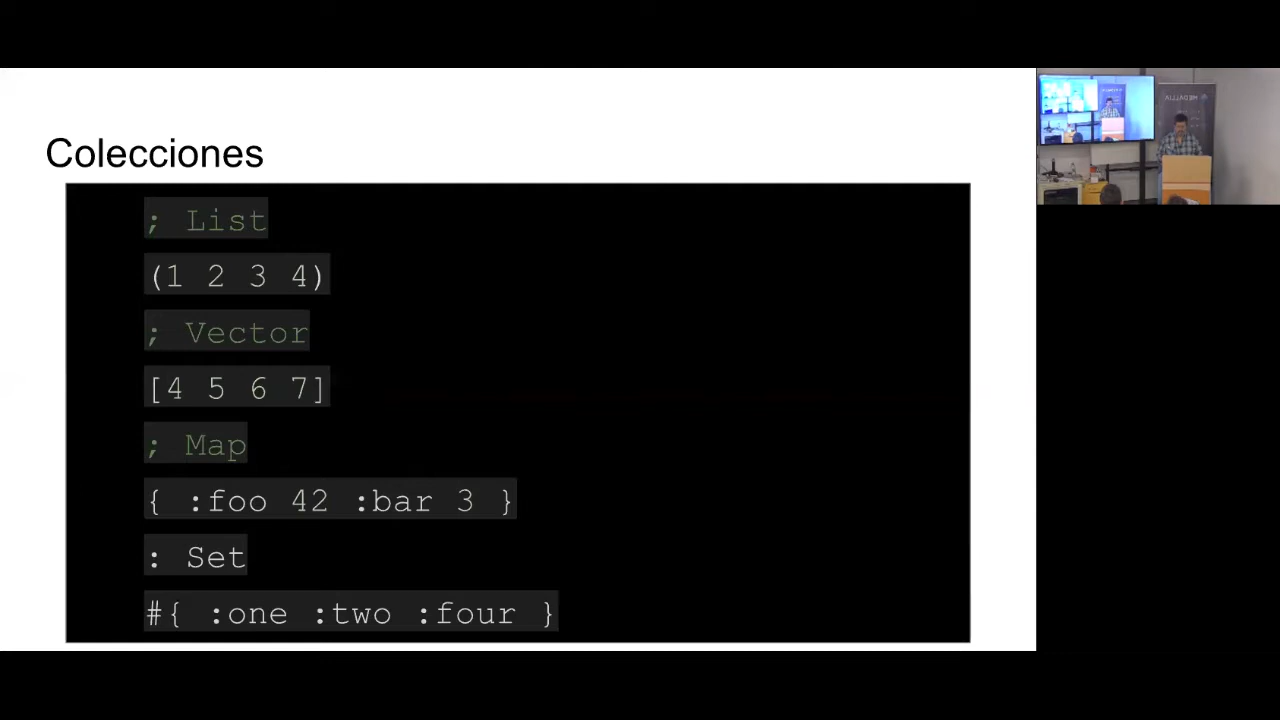 Colecciones
; List
(1 2 3 4)
; Vector
[4 5 6 7]
; Map
{ :foo 42 :bar 3 }
: Set
#{ :one :two :four }
MEDALLIA